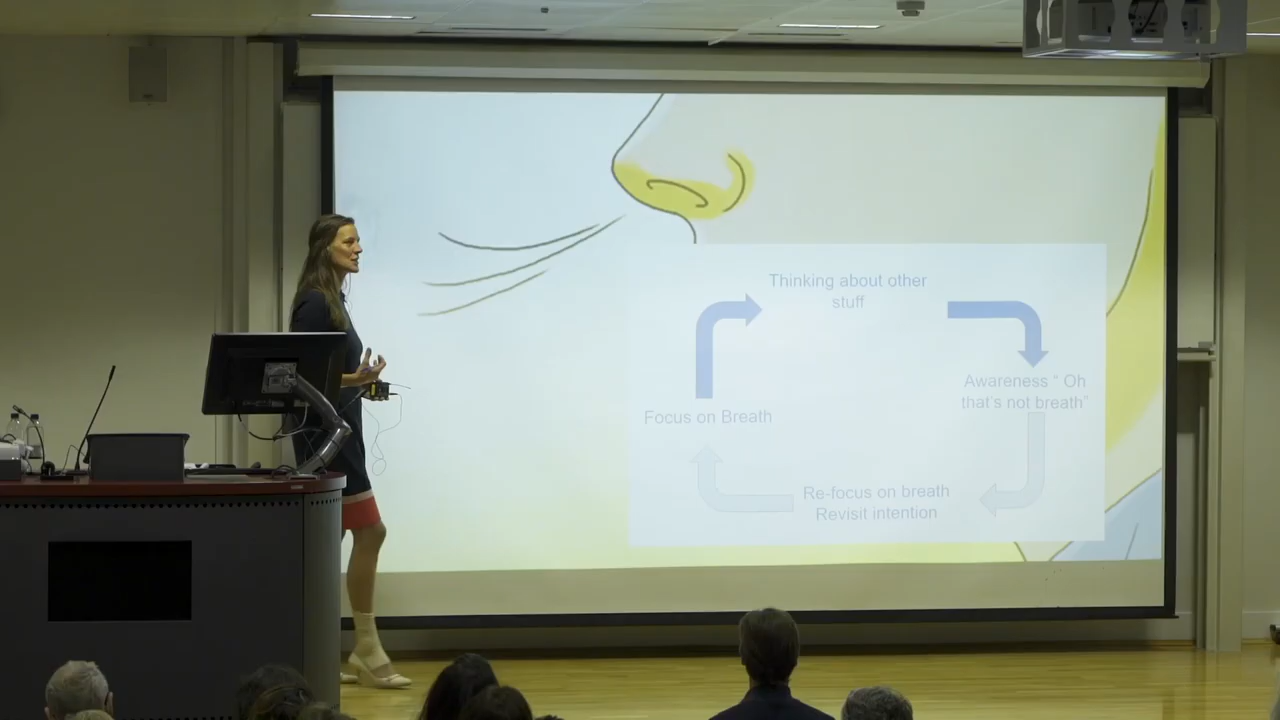 Thinking about other
stuff
Awareness “ Oh
that's not breath”
Focus on Breath
Re-focus on breath
Revisit intention